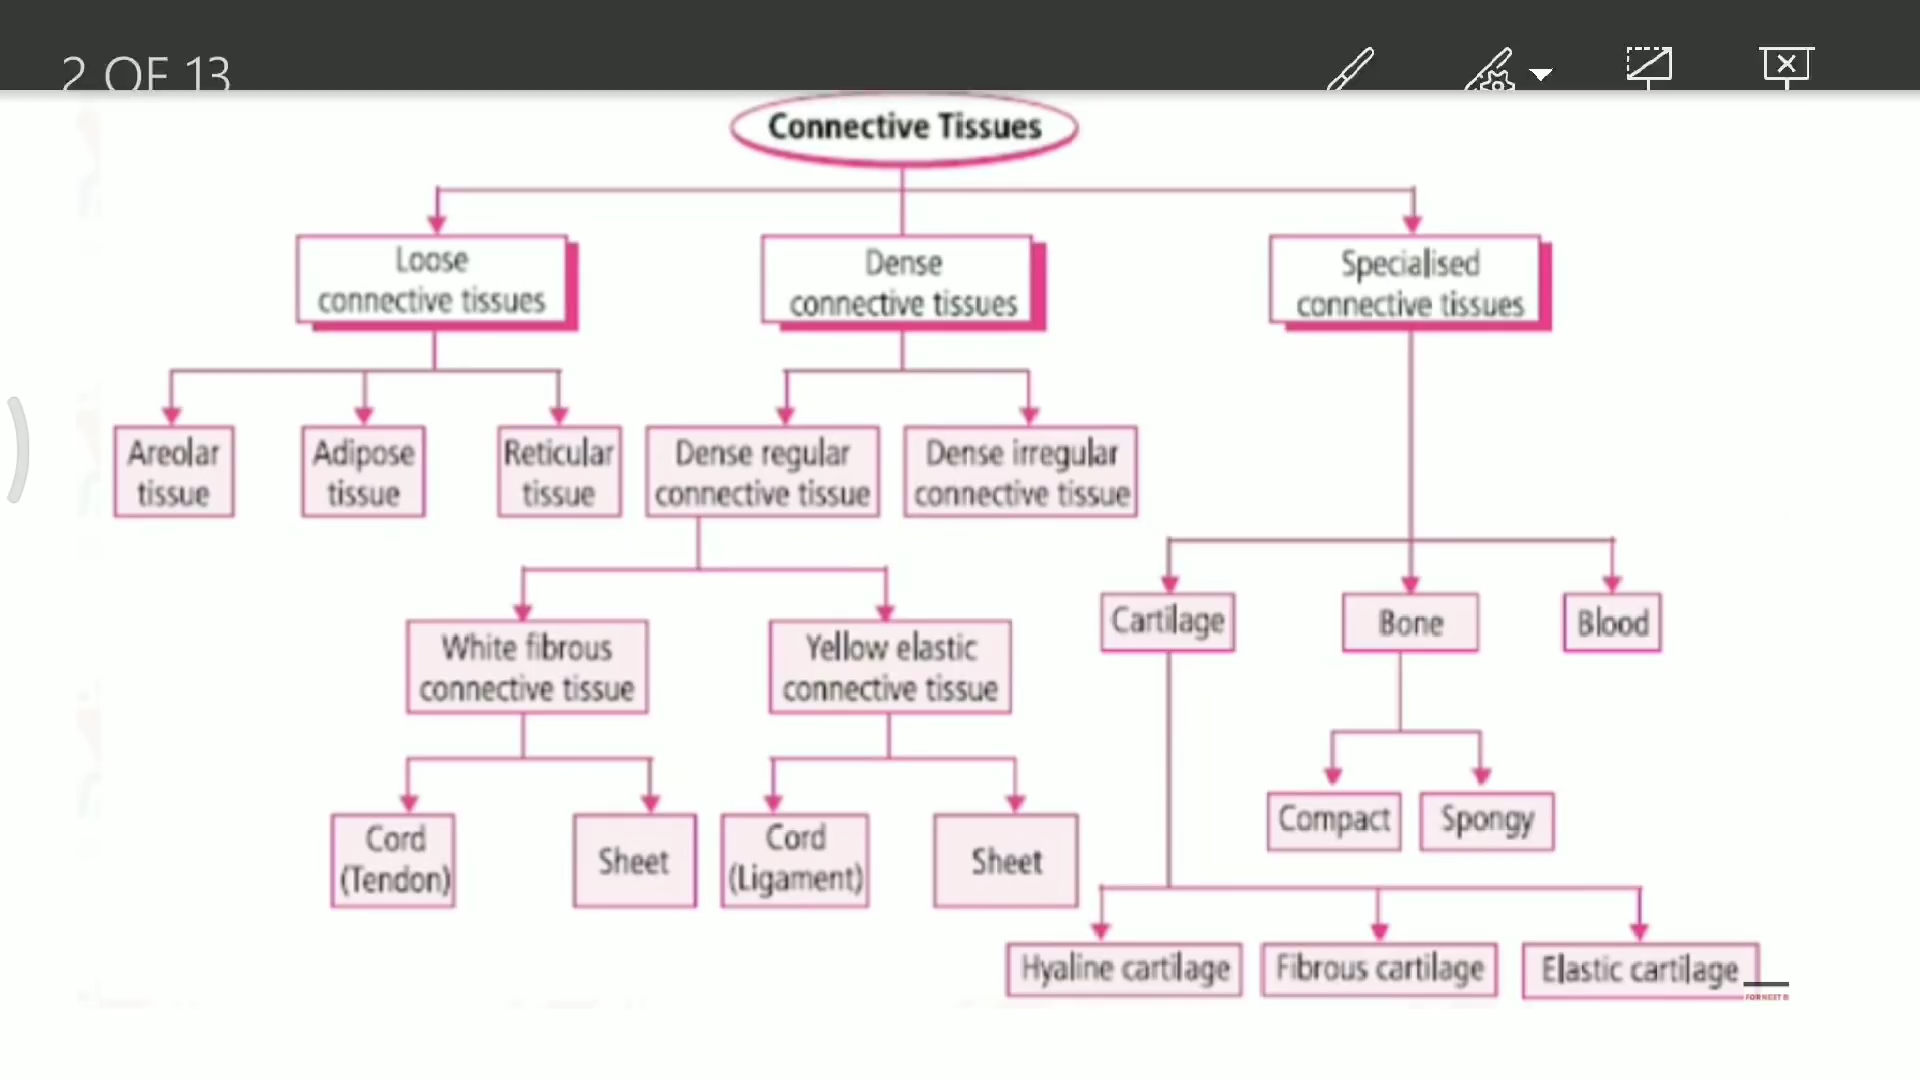 2 OF 13
Connective Tissues
Loose
connective tissues
Dense
connective tissues
Specialised
connective tissues
Areolar
tissue
Adipose
tissue
Reticular
tissue
Dense regular
connective tissue
Dense irregular
connective tissue
Cartilage
Bone
Blood
White fibrous
connective tissue
Yellow elastic
connective tissue
Compact
Spongy
Cord
(Tendon)
Sheet
Cord
(Ligament)
Sheet
Hyaline cartilage
Fibrous cartilage
Elastic cartilage